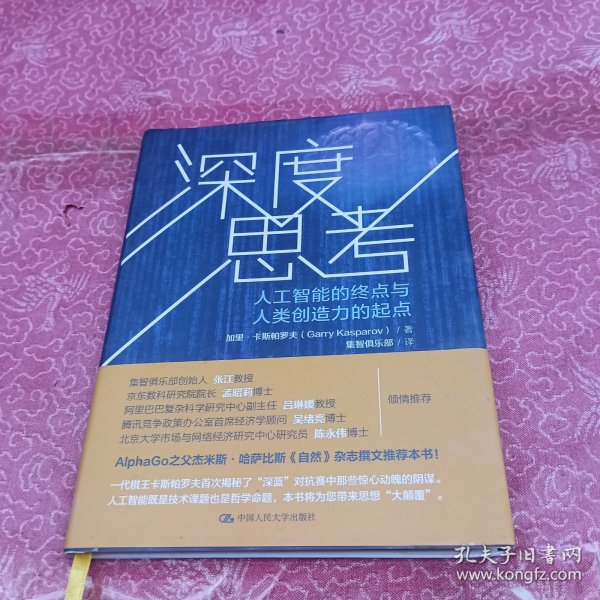 深度
思考
人工智能的终点与
人类创造力的起点
加里·卡斯帕罗夫（Garry Kasparov）/ 著
集智俱乐部 / 译
集智俱乐部创始人 张江教授
京东数科研究院院长 孟昭莉博士
阿里巴巴复杂科学研究中心副主任 吕琳媛教授
腾讯竞争政策办公室首席经济学顾问 吴绪亮博士
北京大学市场与网络经济研究中心研究员 陈永伟博士
倾情推荐
AlphaGo之父杰米斯·哈萨比斯《自然》杂志撰文推荐本书！
一代棋王卡斯帕罗夫首次揭秘了“深蓝”对抗赛中那些惊心动魄的阴谋。
人工智能既是技术课题也是哲学命题，本书将为您带来思想“大颠覆”。
中国人民大学出版社
孔夫子旧书网
www.kongfz.com